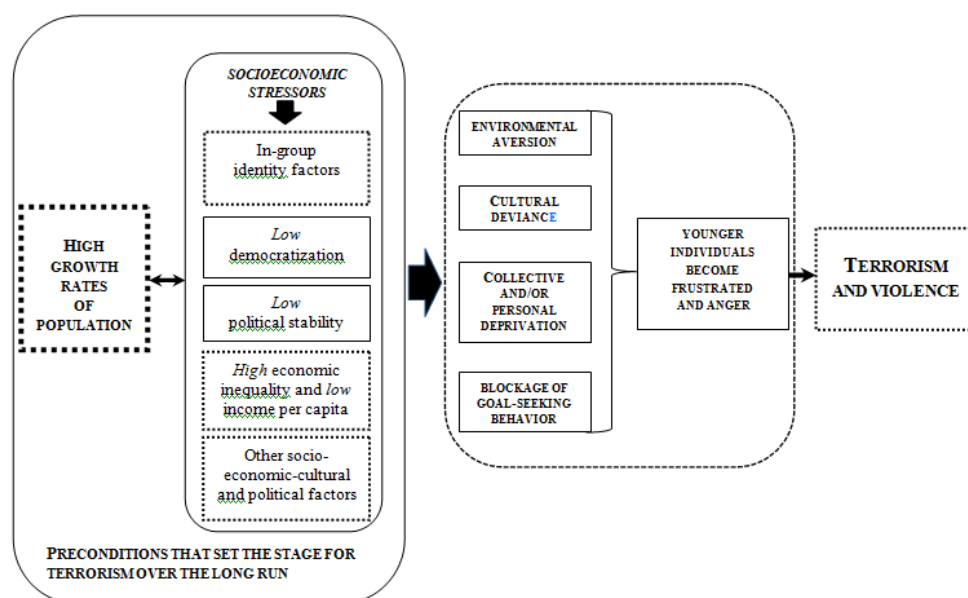 SOCIOECONOMIC
STRESSORS
In-group
identity factors
Low
democratization
Low
political stability
High economic
inequality and low
income per capita
Other socio-
economic-cultural
and political factors
HIGH
GROWTH
RATES
OF
POPULATION
PRECONDITIONS THAT SET THE STAGE FOR
TERRORISM OVER THE LONG RUN
ENVIRONMENTAL
AVERSION
CULTURAL
DEVIANCE
COLLECTIVE
AND/OR
PERSONAL
DEPRIVATION
BLOCKAGE OF
GOAL-SEEKING
BEHAVIOR
YOUNGER
INDIVIDUALS
BECOME
FRUSTRATED
AND ANGER
TERRORISM
AND VIOLENCE